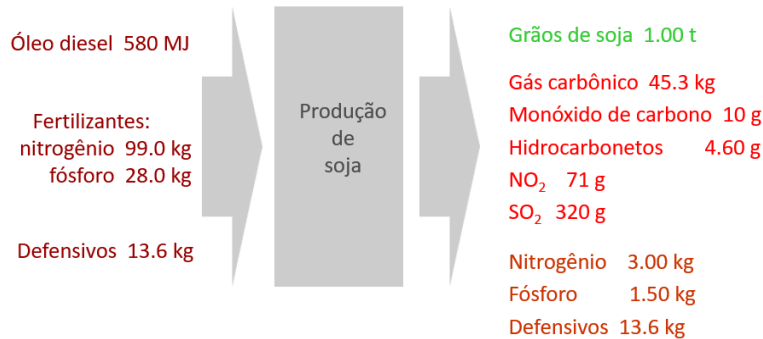 Óleo diesel 580 MJ
Fertilizantes:
nitrogênio 99.0 kg
fósforo 28.0 kg
Defensivos 13.6 kg
Produção
de
soja
Grãos de soja 1.00 t
Gás carbônico 45.3 kg
Monóxido de carbono 10 g
Hidrocarbonetos 4.60 g
NO₂ 71 g
SO₂ 320 g
Nitrogênio 3.00 kg
Fósforo 1.50 kg
Defensivos 13.6 kg